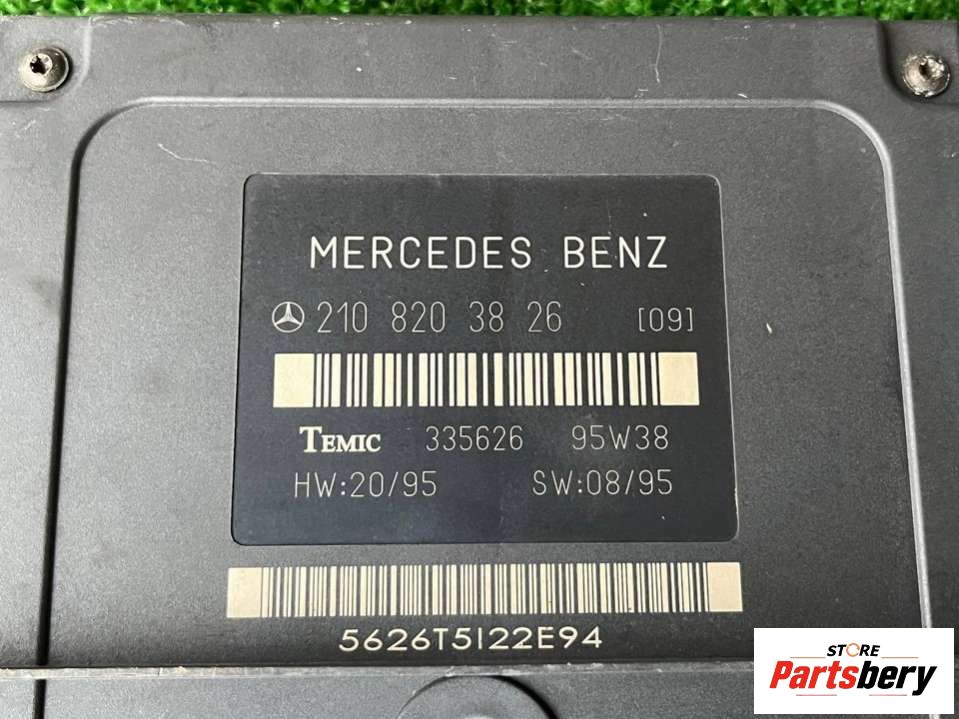 MERCEDES BENZ
210 820 38 26 [09]
TEMIC 335626 95W38
HW:20/95 SW:08/95
5626T5122E94
STORE
Partsbery